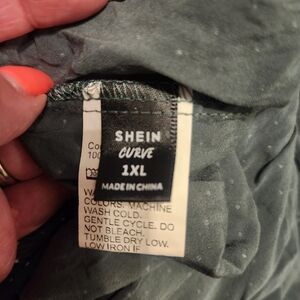 SHEIN
CURVE
1XL
MADE IN CHINA
COLORS. MACHINE
WASH COLD.
GENTLE CYCLE. DO
NOT BLEACH.
TUMBLE DRY LOW.
LOW IRON IF